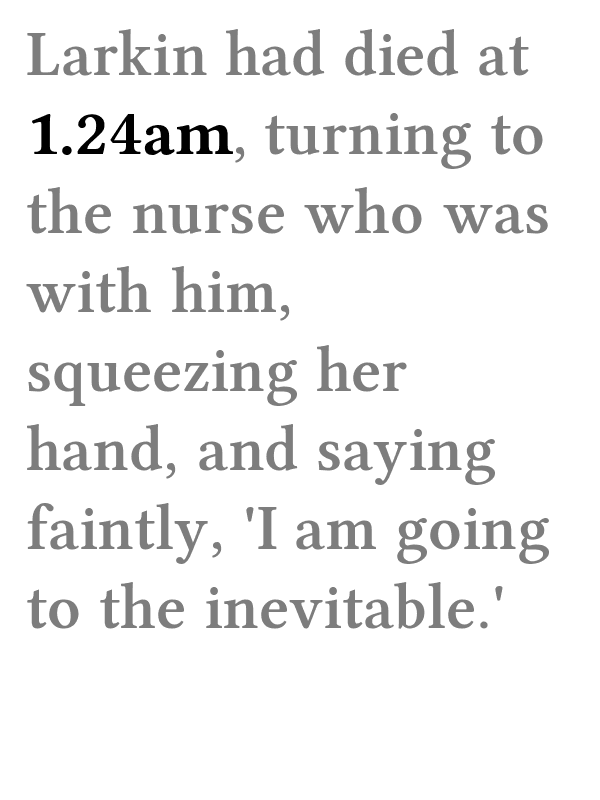 Larkin had died at
1.24am, turning to
the nurse who was
with him,
squeezing her
hand, and saying
faintly, 'I am going
to the inevitable.'